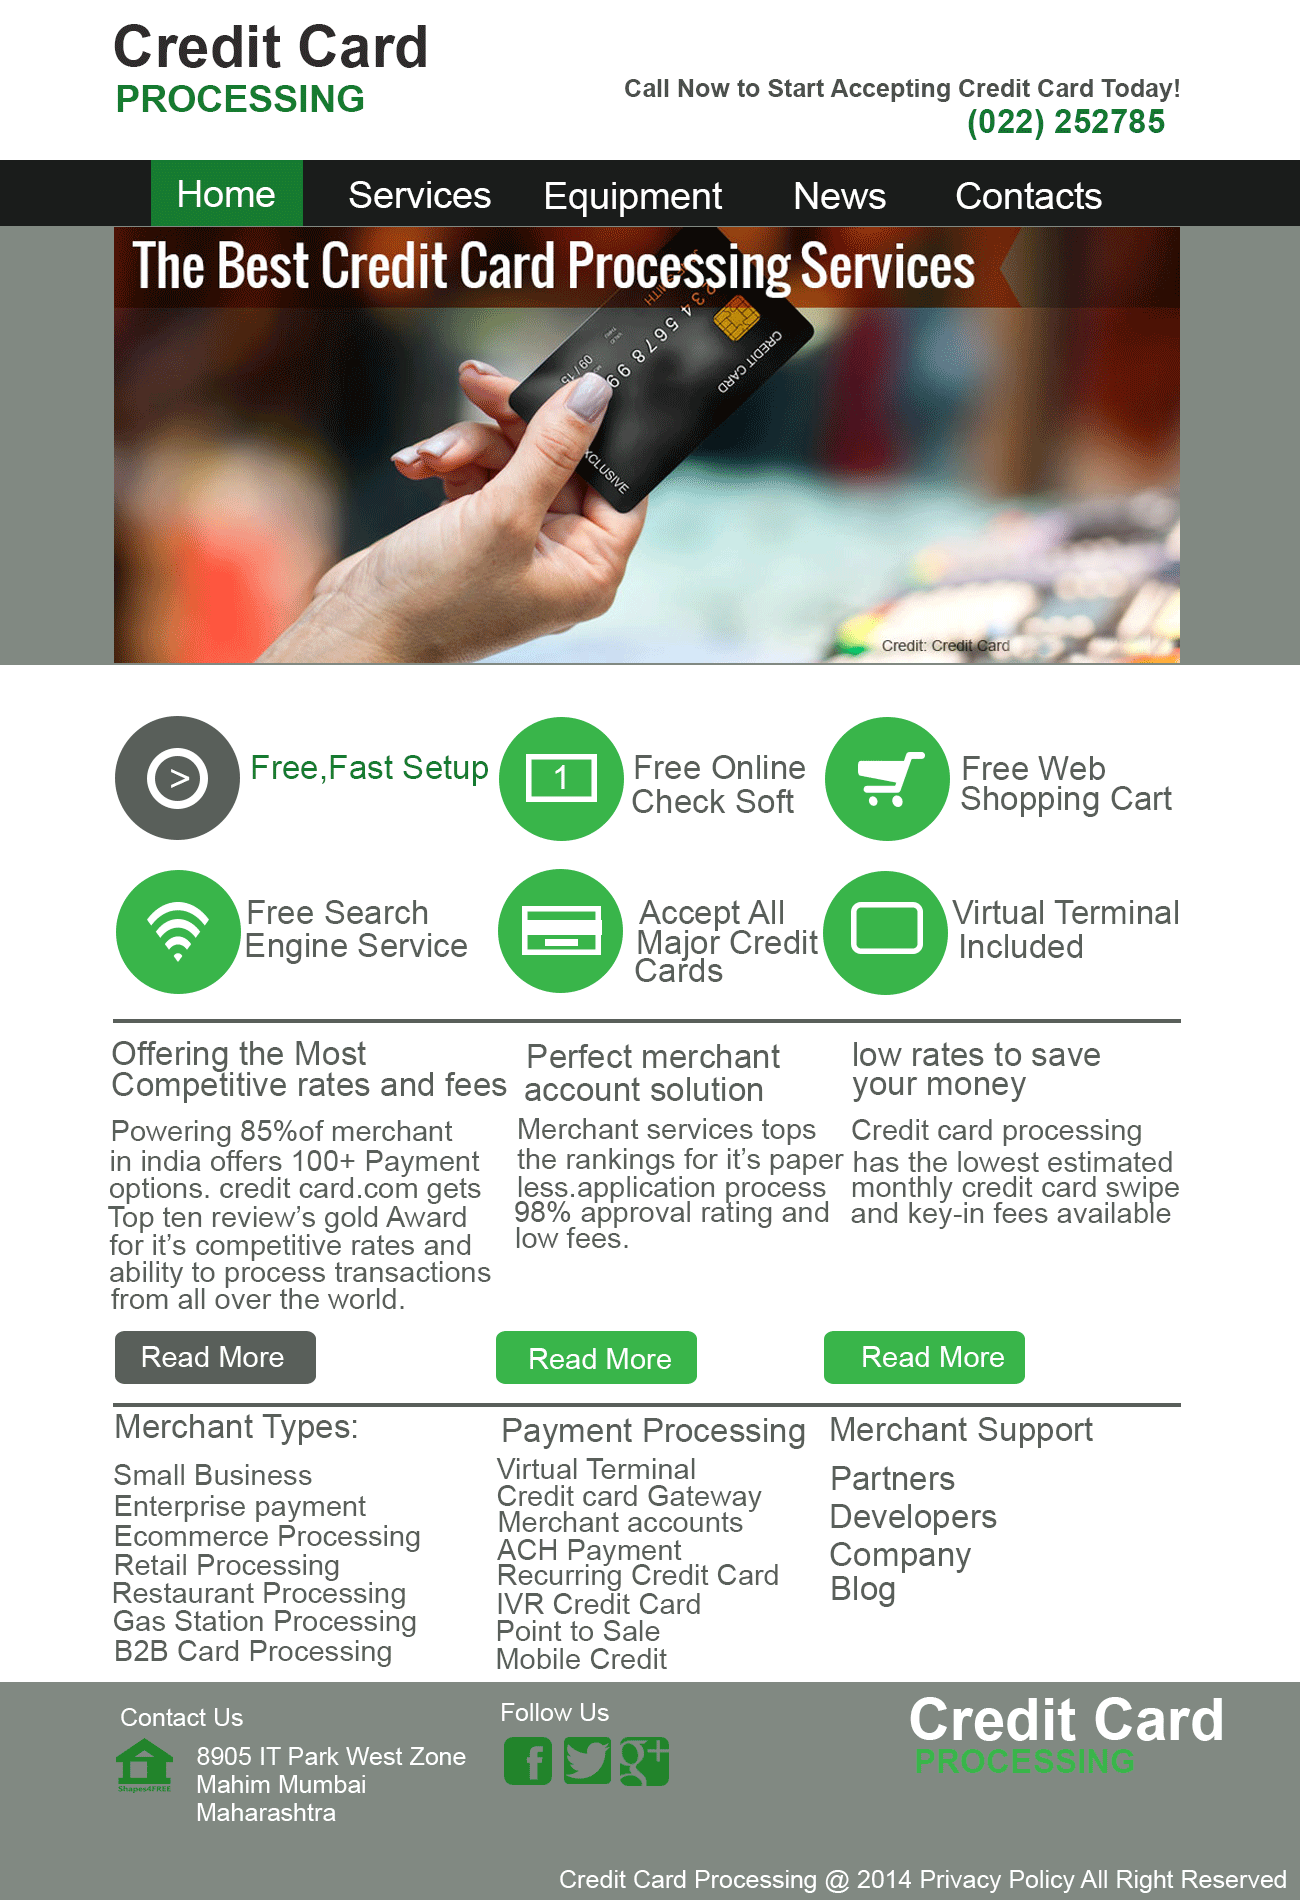 Credit Card
PROCESSING
Call Now to Start Accepting Credit Card Today!
(022) 252785
Home
Services
Equipment
News
Contacts
The Best Credit Card Processing Services
CREDIT CARD
09/15
Credit: Credit Card
>
Free,Fast Setup
1
Free Online
Check Soft
Free Web
Shopping Cart
Free Search
Engine Service
Accept All
Major Credit
Cards
Virtual Terminal
Included
Offering the Most
Competitive rates and fees
Powering 85%of merchant
in india offers 100+ Payment
options. credit card.com gets
Top ten review’s gold Award
for it’s competitive rates and
ability to process transactions
from all over the world.
Read More
Perfect merchant
account solution
Merchant services tops
the rankings for it’s paper
less.application process
98% approval rating and
low fees.
Read More
low rates to save
your money
Credit card processing
has the lowest estimated
monthly credit card swipe
and key-in fees available
Read More
Merchant Types:
Small Business
Enterprise payment
Ecommerce Processing
Retail Processing
Restaurant Processing
Gas Station Processing
B2B Card Processing
Payment Processing
Virtual Terminal
Credit card Gateway
Merchant accounts
ACH Payment
Recurring Credit Card
IVR Credit Card
Point to Sale
Mobile Credit
Merchant Support
Partners
Developers
Company
Blog
Contact Us
Shapes4FREE
8905 IT Park West Zone
Mahim Mumbai
Maharashtra
Follow Us
Credit Card
PROCESSING
Credit Card Processing @ 2014 Privacy Policy All Right Reserved